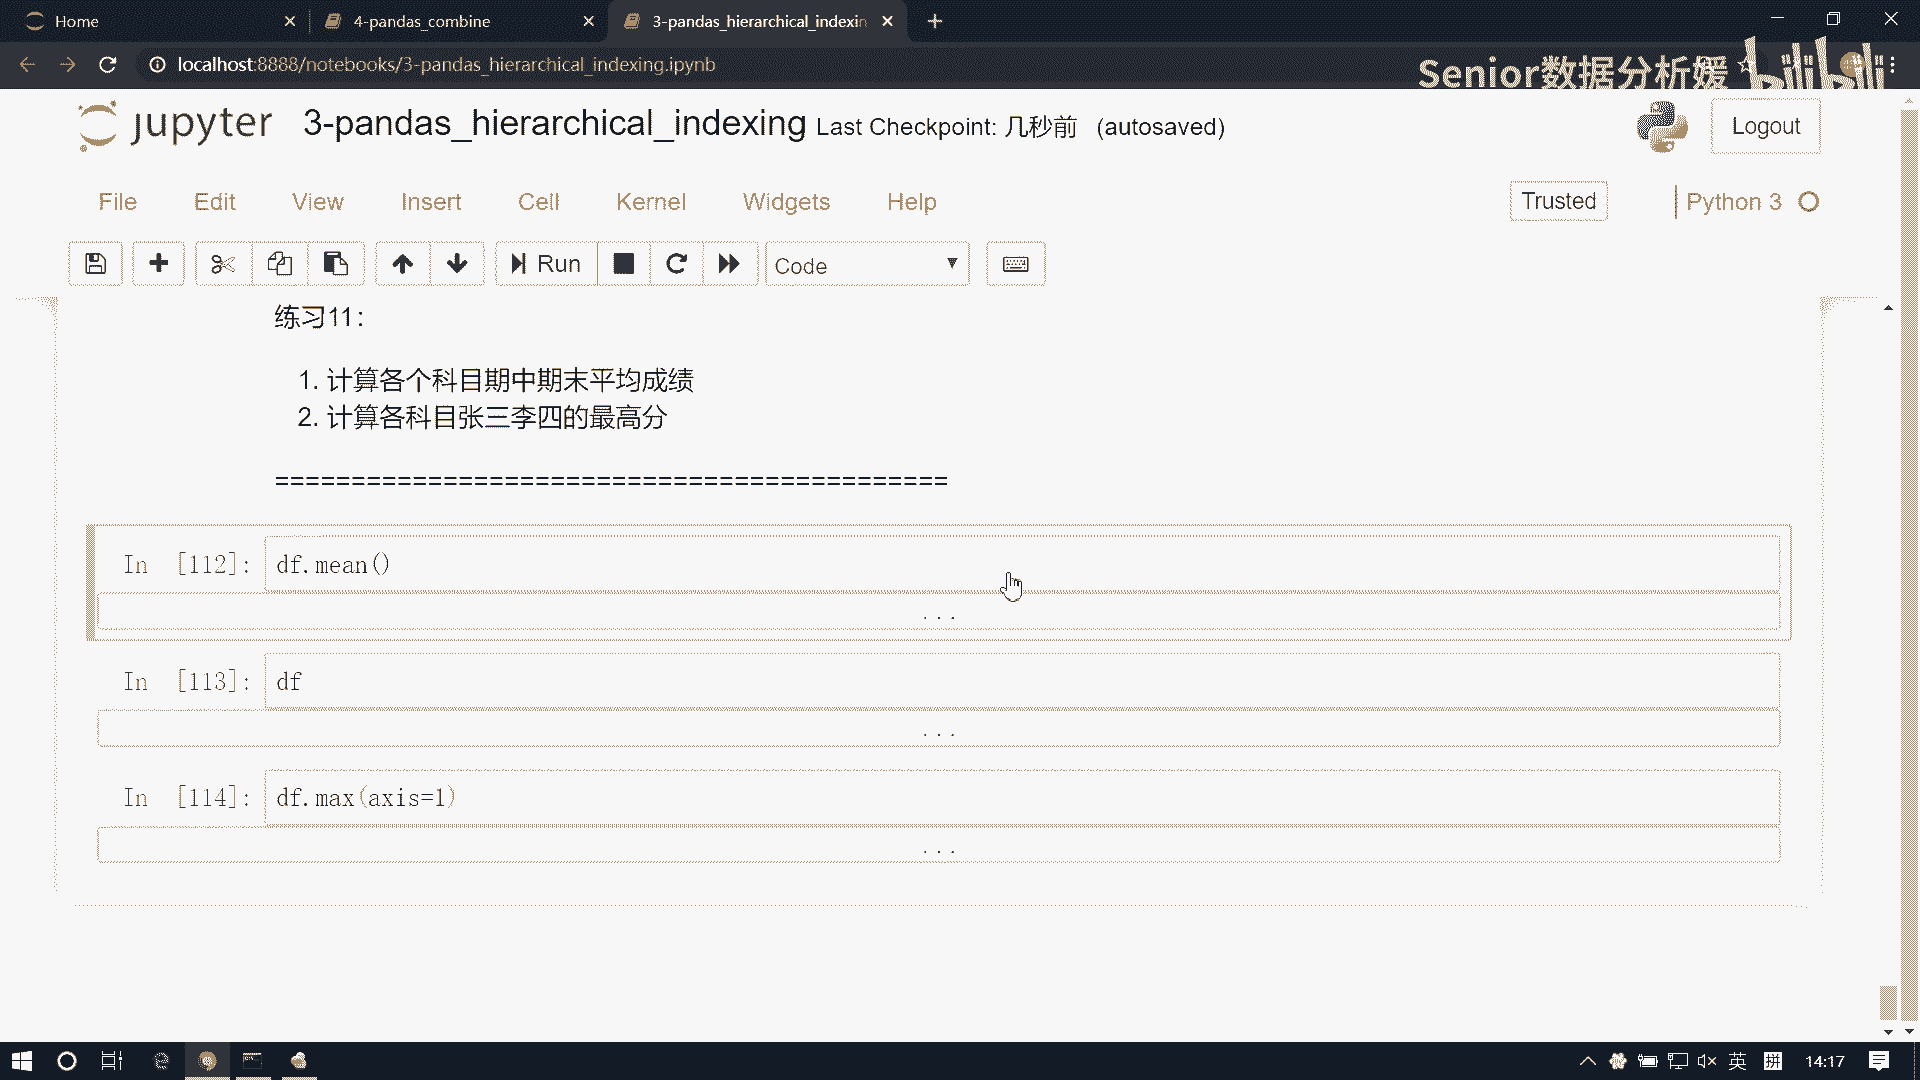 Home
4-pandas_combine
3-pandas_hierarchical_indexin
localhost:8888/notebooks/3-pandas_hierarchical_indexing.ipynb
Senior数据分析媛
bilibili
jupyter
3-pandas_hierarchical_indexing Last Checkpoint: 几秒前 (autosaved)
Logout
File Edit View Insert Cell Kernel Widgets Help
Trusted
Python 3
Run
Code
练习11：
1. 计算各个科目期中期末平均成绩
2. 计算各科目张三李四的最高分
============================================
In [112]: df.mean()
...
In [113]: df
...
In [114]: df.max(axis=1)
...
英
拼
14:17